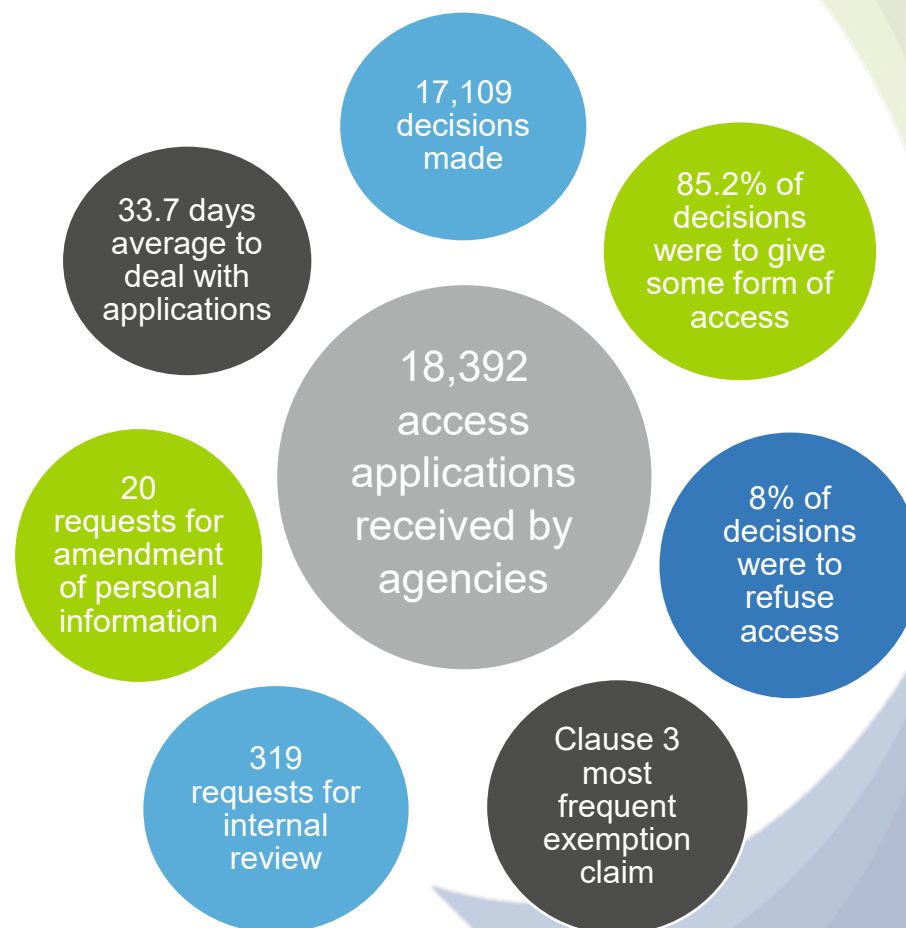 17,109
decisions
made
33.7 days
average to
deal with
applications
85.2% of
decisions
were to give
some form of
access
18,392
access
applications
received by
agencies
20
requests for
amendment
of personal
information
8% of
decisions
were to
refuse
access
319
requests for
internal
review
Clause 3
most
frequent
exemption
claim